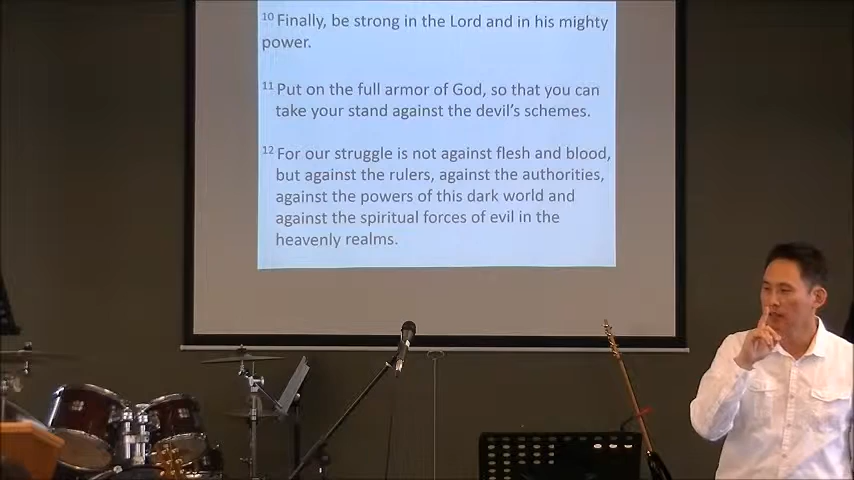 10 Finally, be strong in the Lord and in his mighty
power.
11 Put on the full armor of God, so that you can
take your stand against the devil's schemes.
12 For our struggle is not against flesh and blood,
but against the rulers, against the authorities,
against the powers of this dark world and
against the spiritual forces of evil in the
heavenly realms.